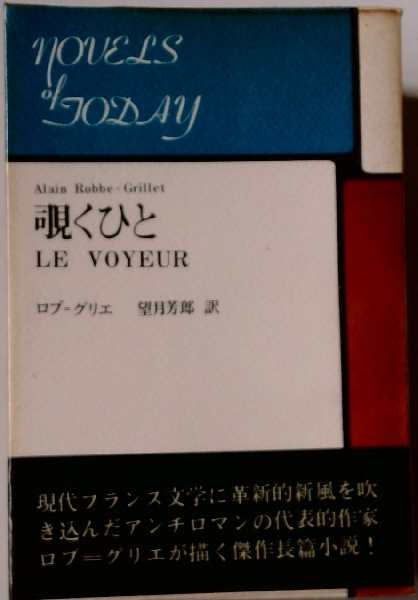 NOVELS
of
TODAY
Alain Robbe-Grillet
覗くひと
LE VOYEUR
ロブ=グリエ 望月芳郎 訳
現代フランス文学に革新的新風を吹
き込んだアンチロマンの代表的作家
ロブ=グリエが描く傑作長篇小説!